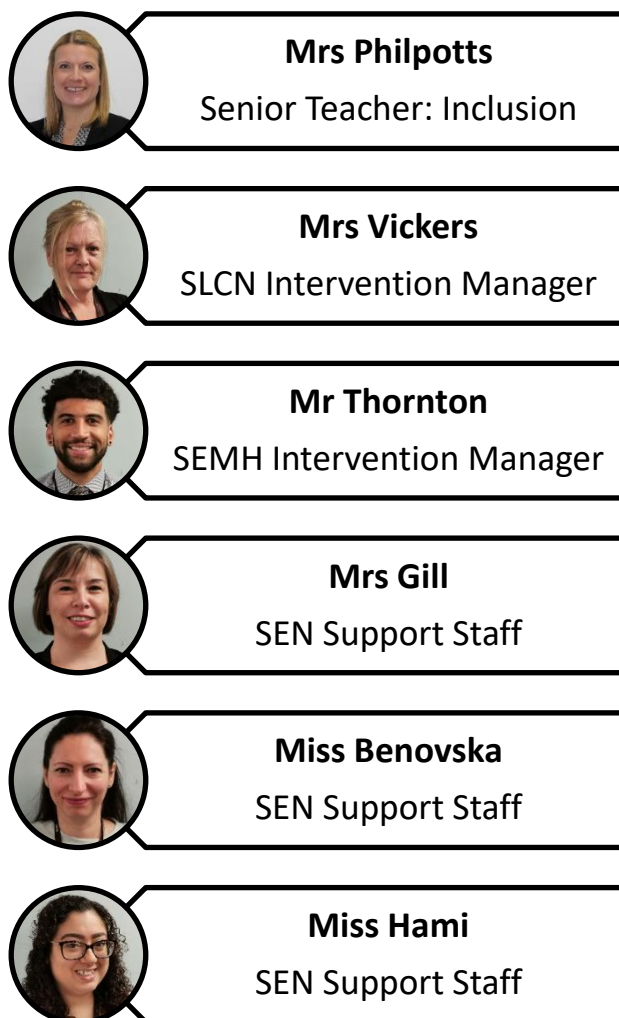 Mrs Philpotts
Senior Teacher: Inclusion
Mrs Vickers
SLCN Intervention Manager
Mr Thornton
SEMH Intervention Manager
Mrs Gill
SEN Support Staff
Miss Benovska
SEN Support Staff
Miss Hami
SEN Support Staff